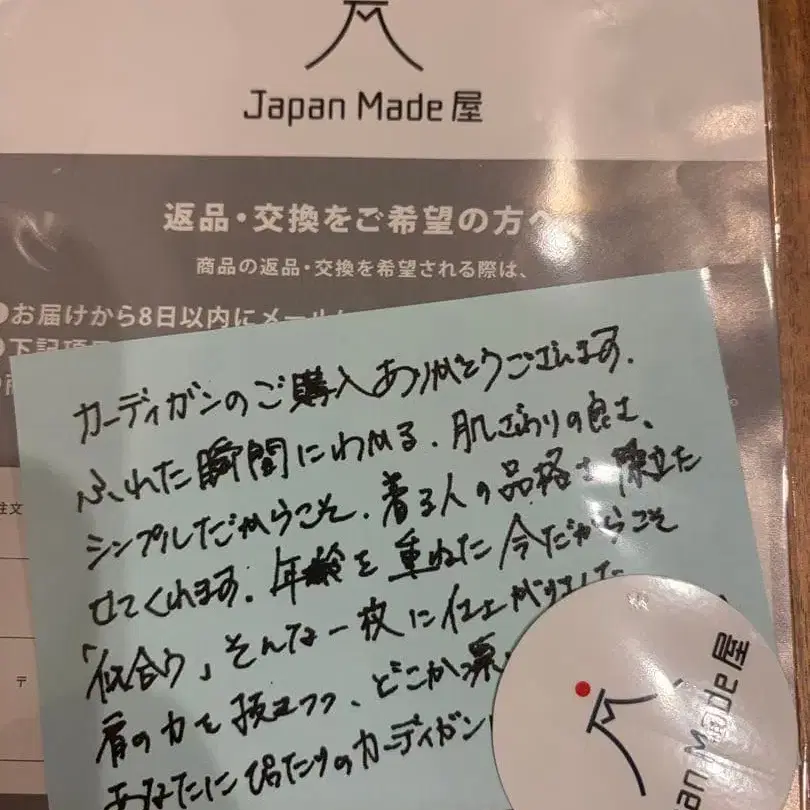 Japan Made 屋
返品・交換をご希望の方へ
商品の返品・交換を希望される際は、
●お届けから8日以内にメール
●下記項目
注文
〒
カーディガンのご購入ありがとうございます。
ふれた瞬間にわかる、肌ざわりの良さ、
シンプルだからこそ、着る人の品格を際立た
せてくれます。年齢を重ねた今だからこそ
「似合う」そんな一枚に仕上がりました
肩の力を抜きつつ、どこか凛
あなたにぴったりのカーディガン
Japan Made 屋